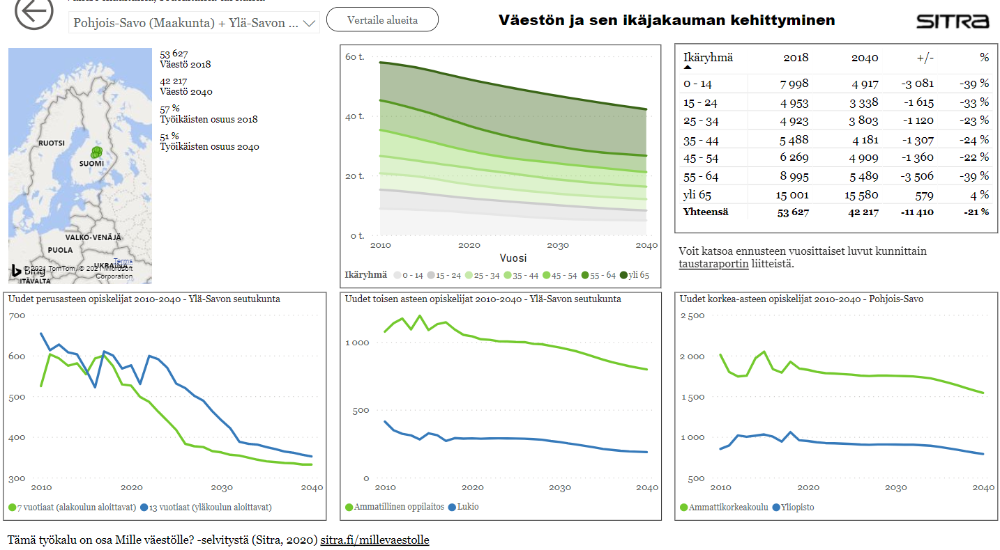 Pohjois-Savo (Maakunta) + Ylä-Savon ...
Vertaile alueita
Väestön ja sen ikäjakauman kehittyminen
SITRA
53 627
Väestö 2018
42 217
Väestö 2040
57 %
Työikäisten osuus 2018
51 %
Työikäisten osuus 2040
RUOTSI
SUOMI
VALKO-VENÄJÄ
PUOLA
UKRAINA
Terms
Bing
© 2021 TomTom, © 2021 Microsoft
Corporation
ITÄVALTA
60 t.
40 t.
20 t.
0 t.
2010 2020 2030 2040
Vuosi
Ikäryhmä 0 - 14 15 - 24 25 - 34 35 - 44 45 - 54 55 - 64 yli 65
Ikäryhmä 2018 2040 +/- %
0 - 14 7 998 4 917 -3 081 -39 %
15 - 24 4 953 3 338 -1 615 -33 %
25 - 34 4 923 3 803 -1 120 -23 %
35 - 44 5 488 4 181 -1 307 -24 %
45 - 54 6 269 4 909 -1 360 -22 %
55 - 64 8 995 5 489 -3 506 -39 %
yli 65 15 001 15 580 579 4 %
Yhteensä 53 627 42 217 -11 410 -21 %
Voit katsoa ennusteen vuosittaiset luvut kunnittain
taustaraportin liitteistä.
Uudet perusasteen opiskelijat 2010-2040 - Ylä-Savon seutukunta
700
600
500
400
300
2010 2020 2030 2040
7 vuotiaat (alakoulun aloittavat) 13 vuotiaat (yläkoulun aloittavat)
Uudet toisen asteen opiskelijat 2010-2040 - Ylä-Savon seutukunta
1 000
500
0
2010 2020 2030 2040
Ammatillinen oppilaitos Lukio
Uudet korkea-asteen opiskelijat 2010-2040 - Pohjois-Savo
2 500
2 000
1 500
1 000
500
2010 2020 2030 2040
Ammattikorkeakoulu Yliopisto
Tämä työkalu on osa Mille väestölle? -selvitystä (Sitra, 2020) sitra.fi/millevaestolle